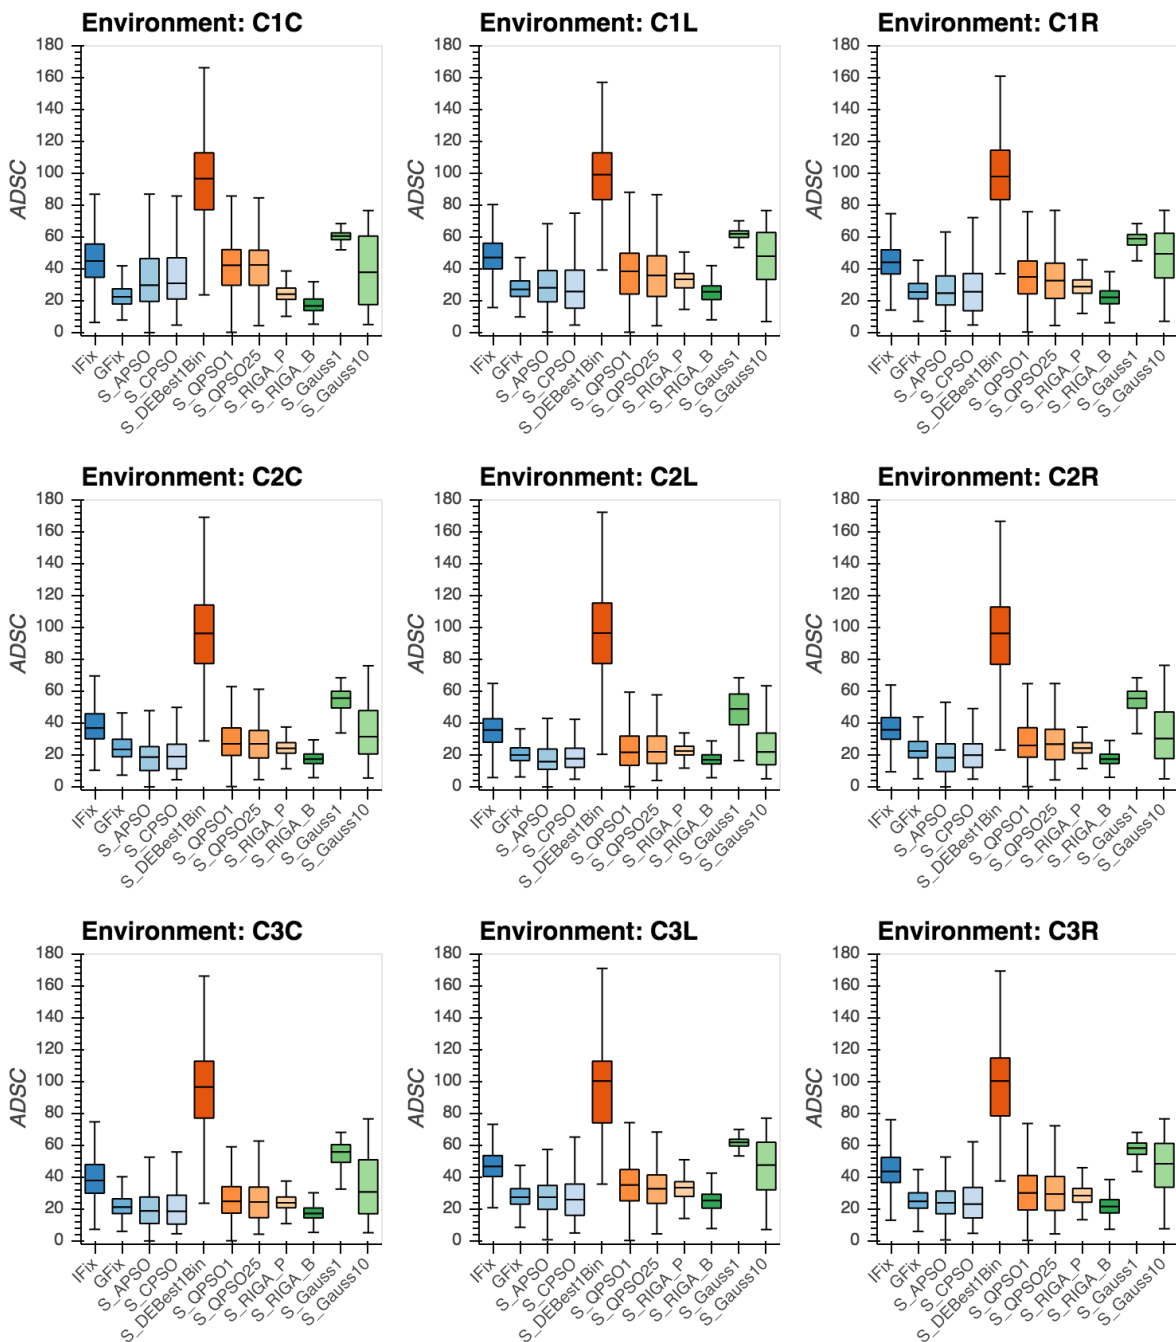 Environment: C1C
180
160
140
120
100
80
60
40
20
0
ADSC
IFix
GFix
S_APSO
S_CPSO
S_DEBest1Bin
S_QPSO1
S_QPSO25
S_RIGA_P
S_RIGA_B
S_Gauss1
S_Gauss10
Environment: C1L
180
160
140
120
100
80
60
40
20
0
ADSC
IFix
GFix
S_APSO
S_CPSO
S_DEBest1Bin
S_QPSO1
S_QPSO25
S_RIGA_P
S_RIGA_B
S_Gauss1
S_Gauss10
Environment: C1R
180
160
140
120
100
80
60
40
20
0
ADSC
IFix
GFix
S_APSO
S_CPSO
S_DEBest1Bin
S_QPSO1
S_QPSO25
S_RIGA_P
S_RIGA_B
S_Gauss1
S_Gauss10
Environment: C2C
180
160
140
120
100
80
60
40
20
0
ADSC
IFix
GFix
S_APSO
S_CPSO
S_DEBest1Bin
S_QPSO1
S_QPSO25
S_RIGA_P
S_RIGA_B
S_Gauss1
S_Gauss10
Environment: C2L
180
160
140
120
100
80
60
40
20
0
ADSC
IFix
GFix
S_APSO
S_CPSO
S_DEBest1Bin
S_QPSO1
S_QPSO25
S_RIGA_P
S_RIGA_B
S_Gauss1
S_Gauss10
Environment: C2R
180
160
140
120
100
80
60
40
20
0
ADSC
IFix
GFix
S_APSO
S_CPSO
S_DEBest1Bin
S_QPSO1
S_QPSO25
S_RIGA_P
S_RIGA_B
S_Gauss1
S_Gauss10
Environment: C3C
180
160
140
120
100
80
60
40
20
0
ADSC
IFix
GFix
S_APSO
S_CPSO
S_DEBest1Bin
S_QPSO1
S_QPSO25
S_RIGA_P
S_RIGA_B
S_Gauss1
S_Gauss10
Environment: C3L
180
160
140
120
100
80
60
40
20
0
ADSC
IFix
GFix
S_APSO
S_CPSO
S_DEBest1Bin
S_QPSO1
S_QPSO25
S_RIGA_P
S_RIGA_B
S_Gauss1
S_Gauss10
Environment: C3R
180
160
140
120
100
80
60
40
20
0
ADSC
IFix
GFix
S_APSO
S_CPSO
S_DEBest1Bin
S_QPSO1
S_QPSO25
S_RIGA_P
S_RIGA_B
S_Gauss1
S_Gauss10